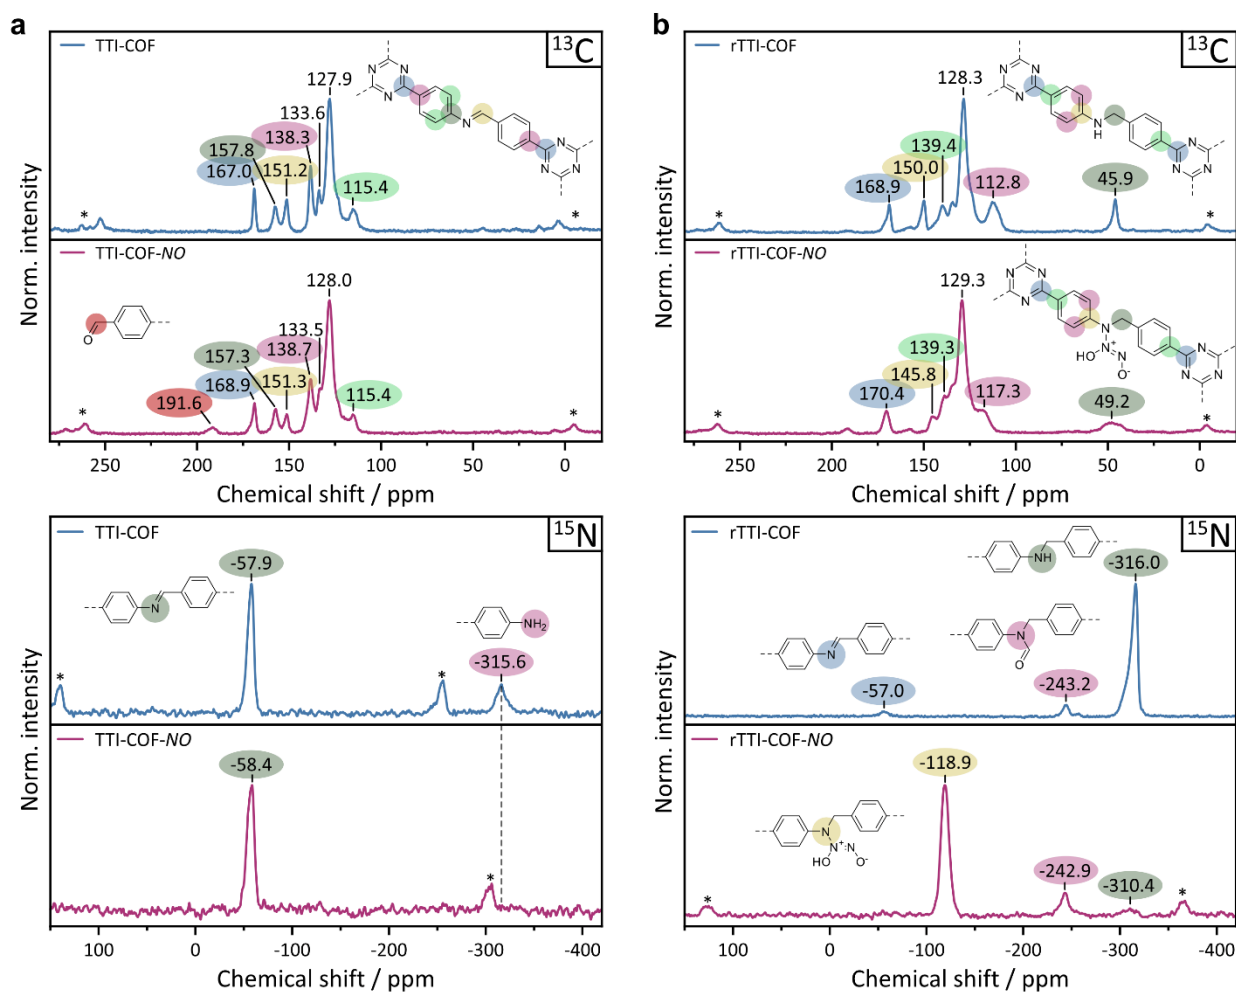 a
TTI-COF
13C
127.9
133.6
138.3
157.8
167.0
151.2
115.4
*
*
N
N
N
N
N
N
N
TTI-COF-NO
128.0
133.5
138.7
157.3
168.9
151.3
191.6
115.4
*
*
O
Norm. intensity
250 200 150 100 50 0
Chemical shift / ppm
b
rTTI-COF
13C
128.3
139.4
150.0
168.9
112.8
45.9
*
*
N
N
N
NH
N
N
N
rTTI-COF-NO
129.3
139.3
145.8
170.4
117.3
49.2
*
*
N
N
N
N
HO N+ N
O-
N
N
N
Norm. intensity
250 200 150 100 50 0
Chemical shift / ppm
TTI-COF
15N
-57.9
N
NH2
-315.6
*
*
TTI-COF-NO
-58.4
*
Norm. intensity
100 0 -100 -200 -300 -400
Chemical shift / ppm
rTTI-COF
15N
NH
-316.0
N
O
N
-57.0
-243.2
rTTI-COF-NO
-118.9
N
HO N+ N
O-
-242.9
-310.4
*
*
Norm. intensity
100 0 -100 -200 -300 -400
Chemical shift / ppm